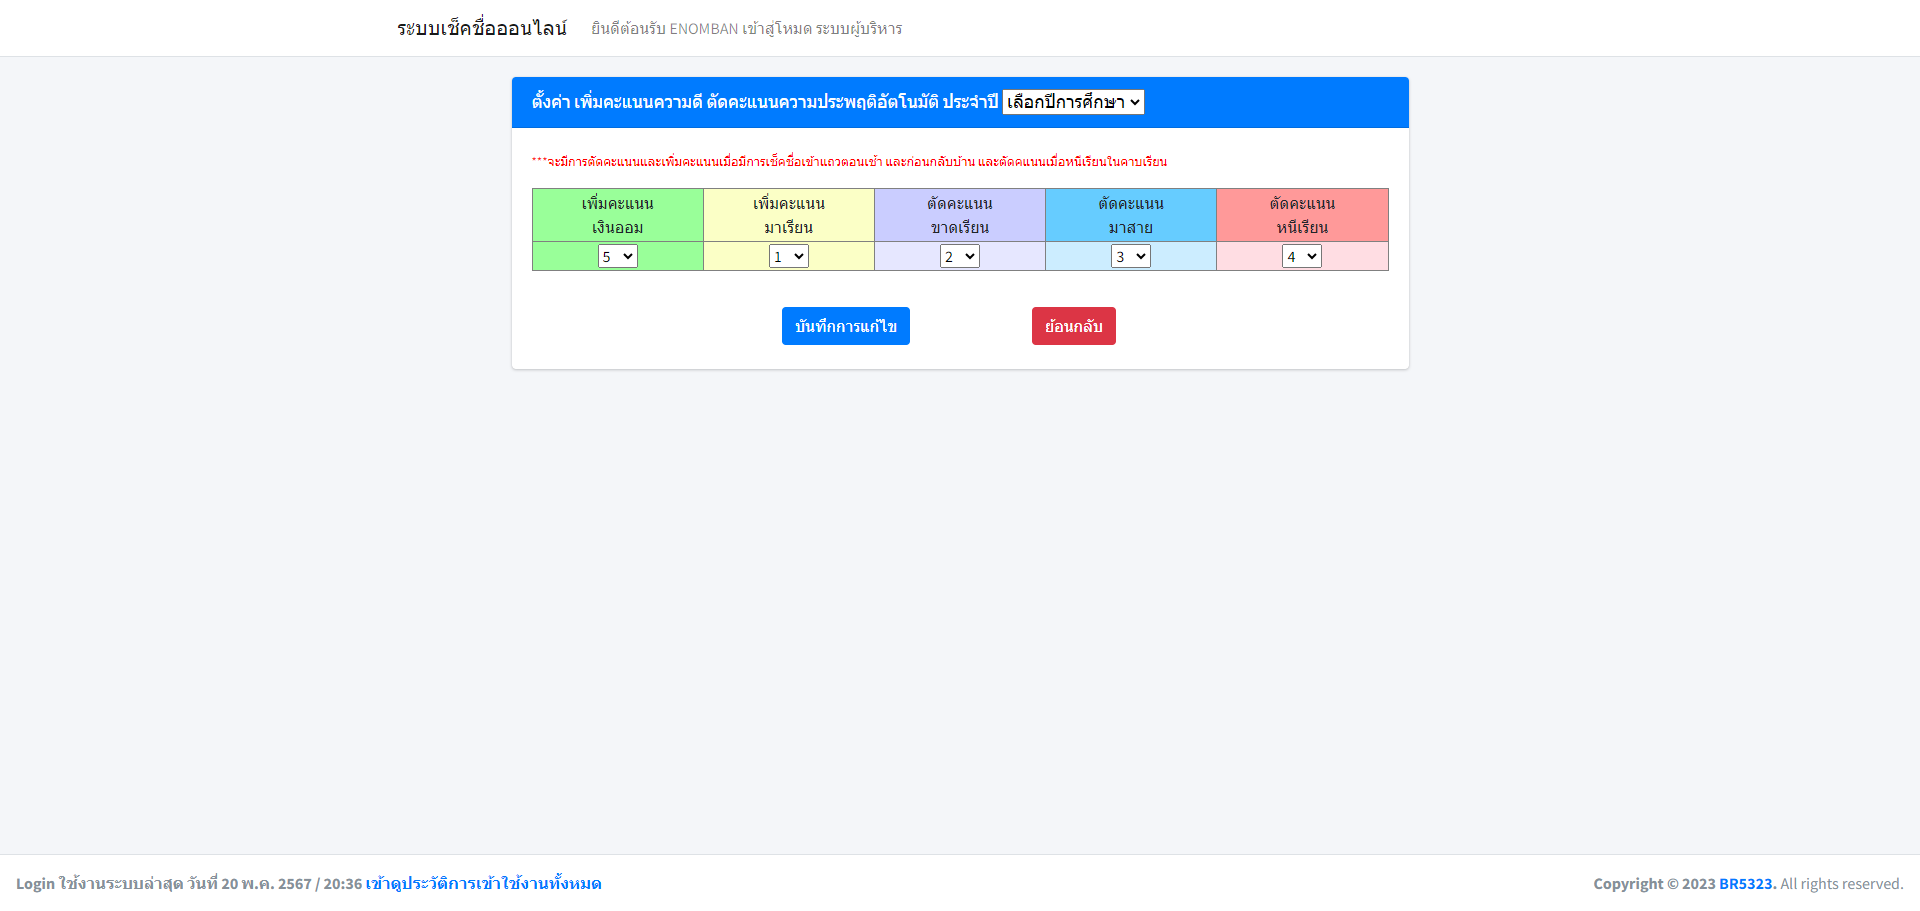 ระบบเช็คชื่อออนไลน์ ยินดีต้อนรับ ENOMBAN เข้าสู่โหมด ระบบผู้บริหาร
ตั้งค่า เพิ่มคะแนนความดี ตัดคะแนนความประพฤติอัตโนมัติ ประจำปี เลือกปีการศึกษา
***จะมีการตัดคะแนนและเพิ่มคะแนนเมื่อมีการเช็คชื่อเข้าแถวตอนเช้า และก่อนกลับบ้าน และตัดคแนนเมื่อหนีเรียนในคาบเรียน
เพิ่มคะแนน เพิ่มคะแนน ตัดคะแนน ตัดคะแนน ตัดคะแนน
เงินออม มาเรียน ขาดเรียน มาสาย หนีเรียน
5 1 2 3 4
บันทึกการแก้ไข ย้อนกลับ
Login ใช้งานระบบล่าสุด วันที่ 20 พ.ค. 2567 / 20:36 เข้าดูประวัติการเข้าใช้งานทั้งหมด Copyright © 2023 BR5323. All rights reserved.